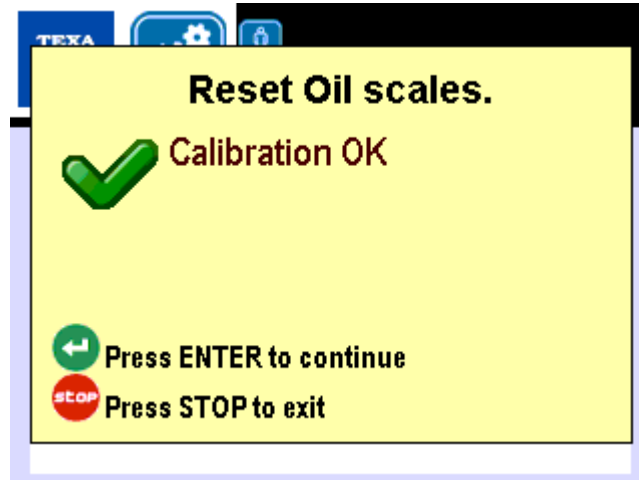 TEXA
Reset Oil scales.
Calibration OK
Press ENTER to continue
stop
Press STOP to exit